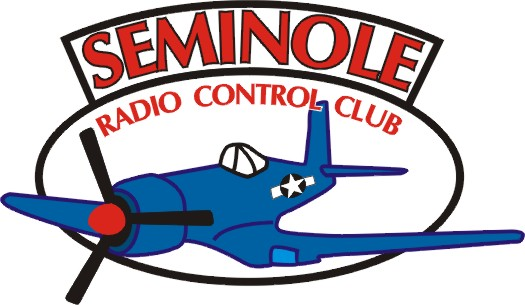 SEMINOLE
RADIO CONTROL CLUB